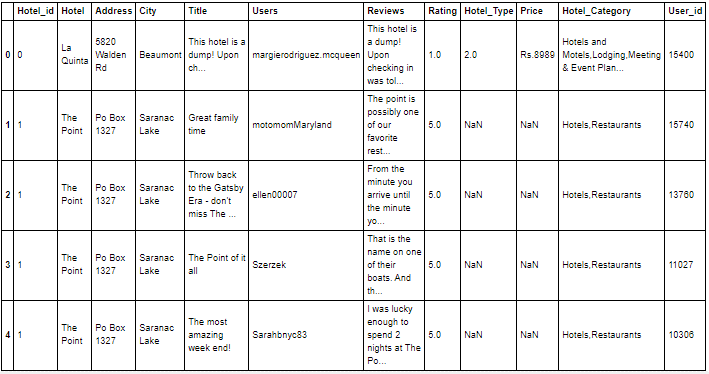 Hotel_id Hotel Address City Title Users Reviews Rating Hotel_Type Price Hotel_Category User_id
0 0 La Quinta 5820 Walden Rd Beaumont This hotel is a dump! Upon ch... margierodriguez.mcqueen This hotel is a dump! Upon checking in was tol... 1.0 2.0 Rs.8989 Hotels and Motels,Lodging,Meeting & Event Plan... 15400
1 1 The Point Po Box 1327 Saranac Lake Great family time motomomMaryland The point is possibly one of our favorite rest... 5.0 NaN NaN Hotels,Restaurants 15740
2 1 The Point Po Box 1327 Saranac Lake Throw back to the Gatsby Era - don't miss The ... ellen00007 From the minute you arrive until the minute yo... 5.0 NaN NaN Hotels,Restaurants 13760
3 1 The Point Po Box 1327 Saranac Lake The Point of it all Szerzek That is the name on one of their boats. And th... 5.0 NaN NaN Hotels,Restaurants 11027
4 1 The Point Po Box 1327 Saranac Lake The most amazing week end! Sarahbnyc83 I was lucky enough to spend 2 nights at The Po... 5.0 NaN NaN Hotels,Restaurants 10306